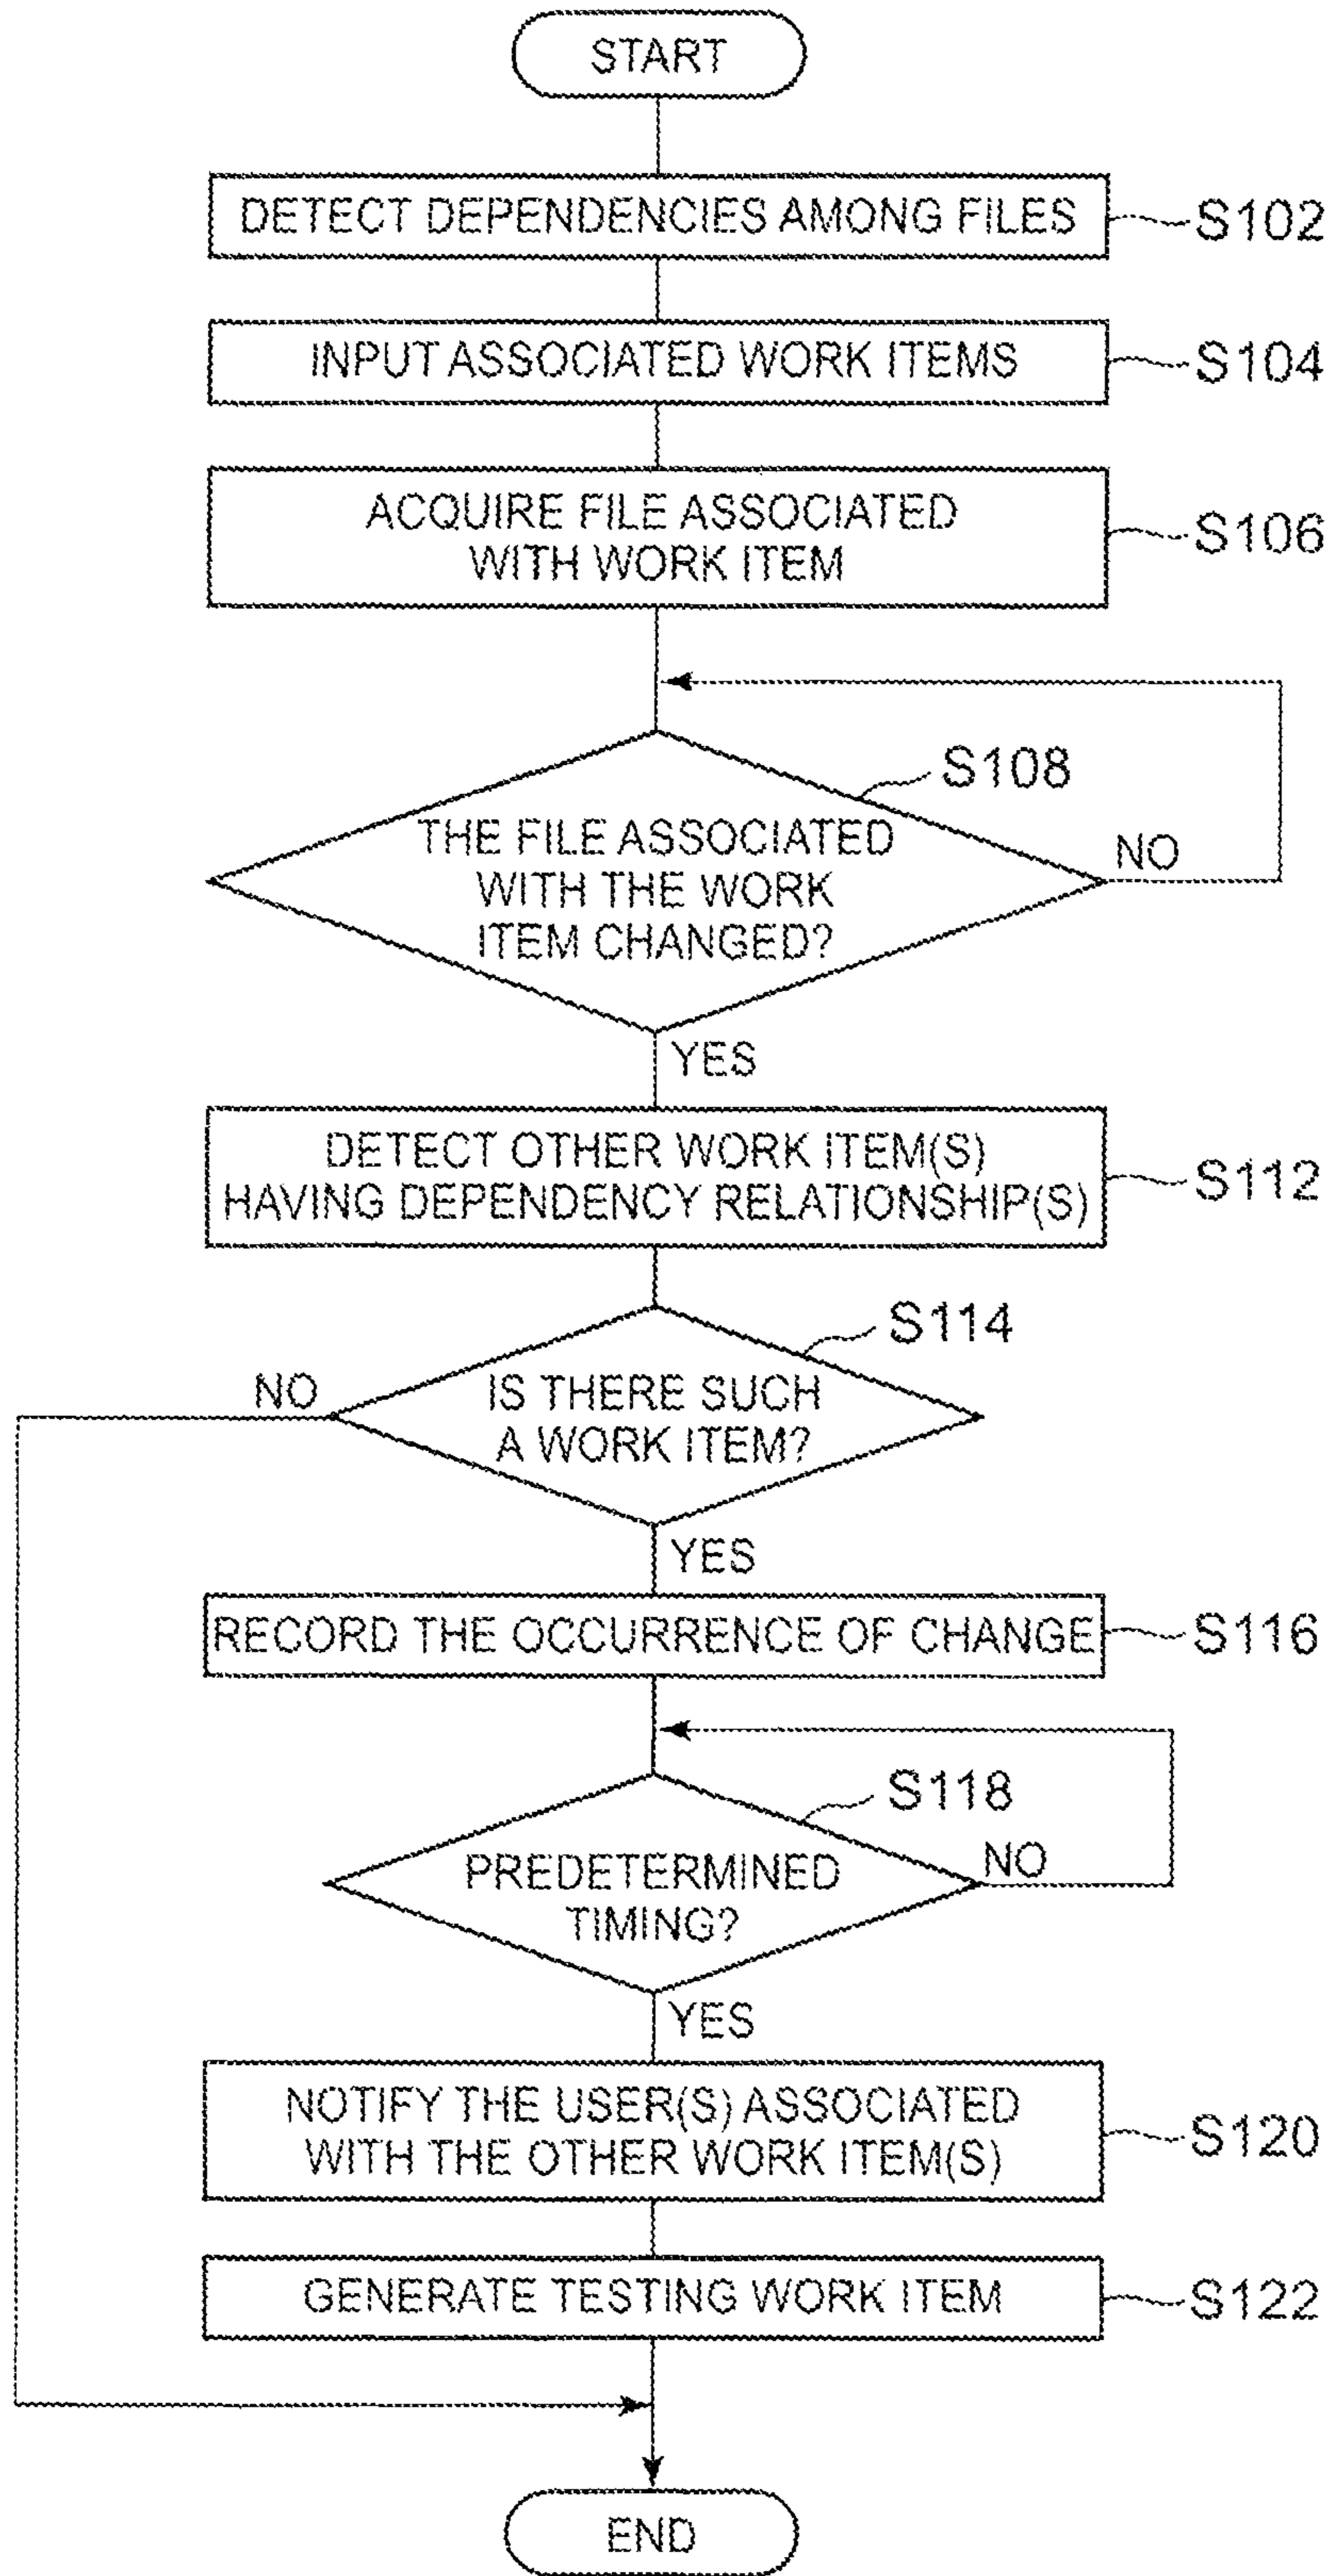 START
DETECT DEPENDENCIES AMONG FILES
S102
INPUT ASSOCIATED WORK ITEMS
S104
ACQUIRE FILE ASSOCIATED
WITH WORK ITEM
S106
S108
THE FILE ASSOCIATED
WITH THE WORK
ITEM CHANGED?
NO
YES
DETECT OTHER WORK ITEM(S)
HAVING DEPENDENCY RELATIONSHIP(S)
S112
S114
NO
IS THERE SUCH
A WORK ITEM?
YES
RECORD THE OCCURRENCE OF CHANGE
S116
S118
PREDETERMINED
TIMING?
NO
YES
NOTIFY THE USER(S) ASSOCIATED
WITH THE OTHER WORK ITEM(S)
S120
GENERATE TESTING WORK ITEM
S122
END